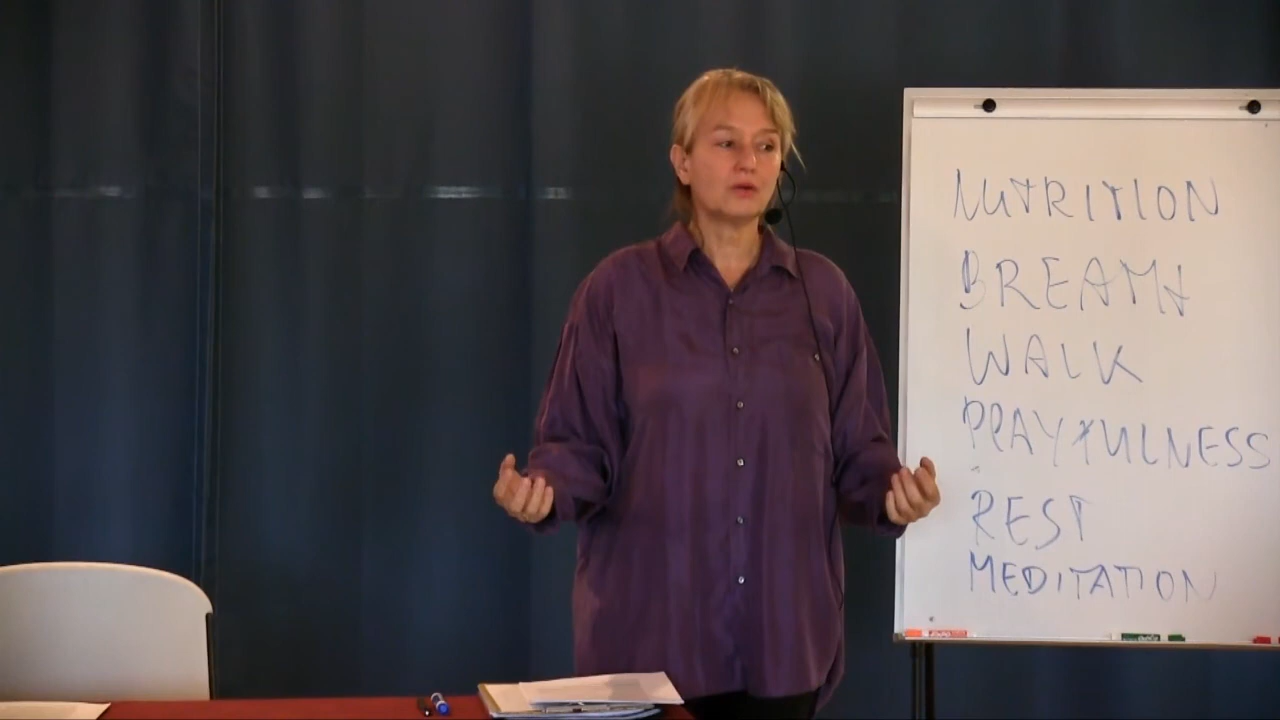 NUTRITION
BREATH
WALK
PLAYFULNESS
REST
MEDITATION